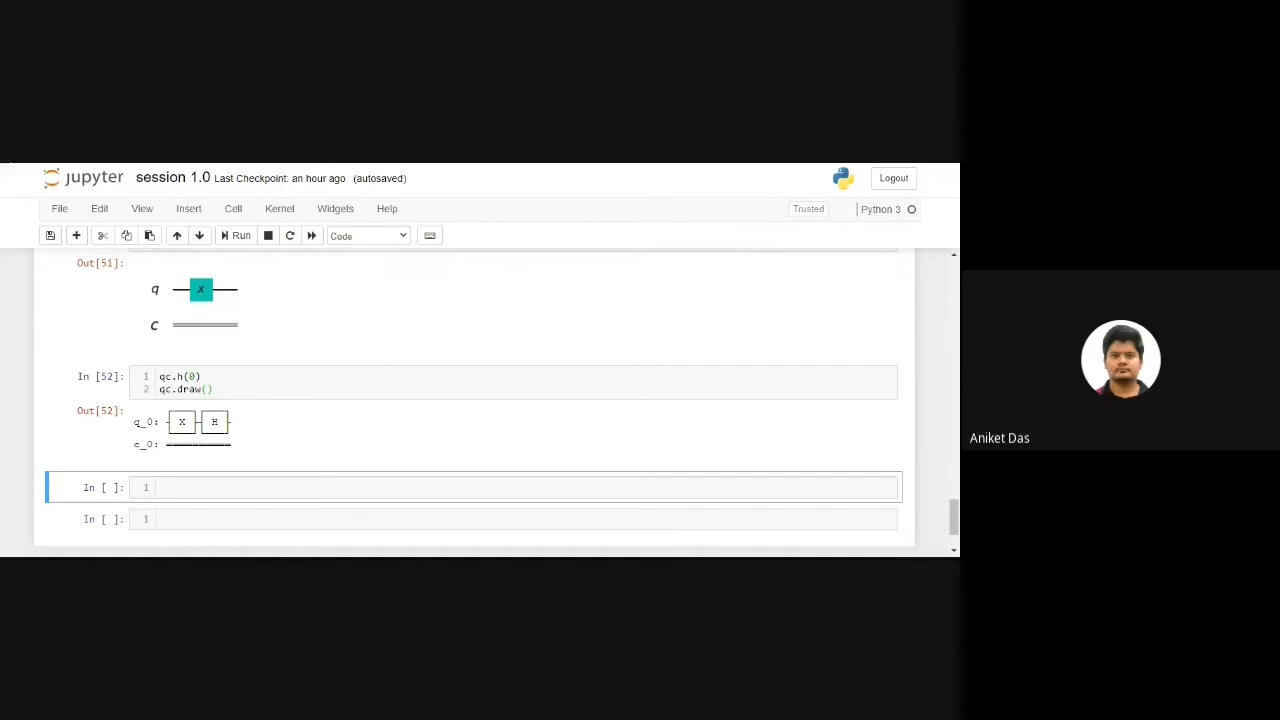 jupyter session 1.0 Last Checkpoint: an hour ago (autosaved) Logout
File Edit View Insert Cell Kernel Widgets Help Trusted Python 3
Run Code
Out[51]:
q X
c
In [52]: 1 qc.h(0)
2 qc.draw()
Out[52]:
q_0: X H
c_0:
In [ ]: 1
In [ ]: 1
Aniket Das